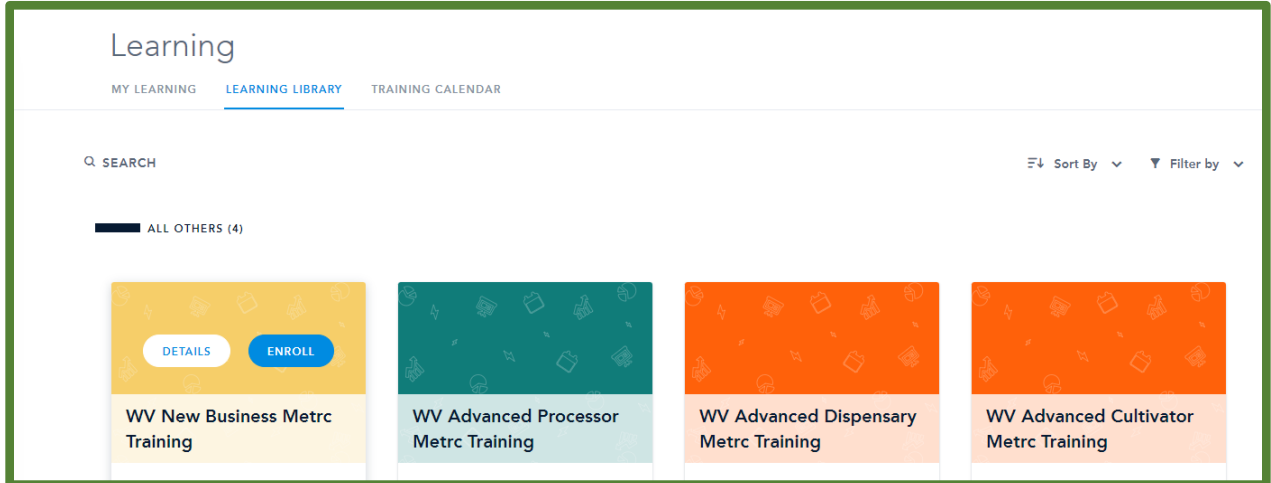 Learning
MY LEARNING LEARNING LIBRARY TRAINING CALENDAR
SEARCH Sort By Filter by
ALL OTHERS (4)
DETAILS ENROLL
WV New Business Metrc
Training
WV Advanced Processor
Metrc Training
WV Advanced Dispensary
Metrc Training
WV Advanced Cultivator
Metrc Training